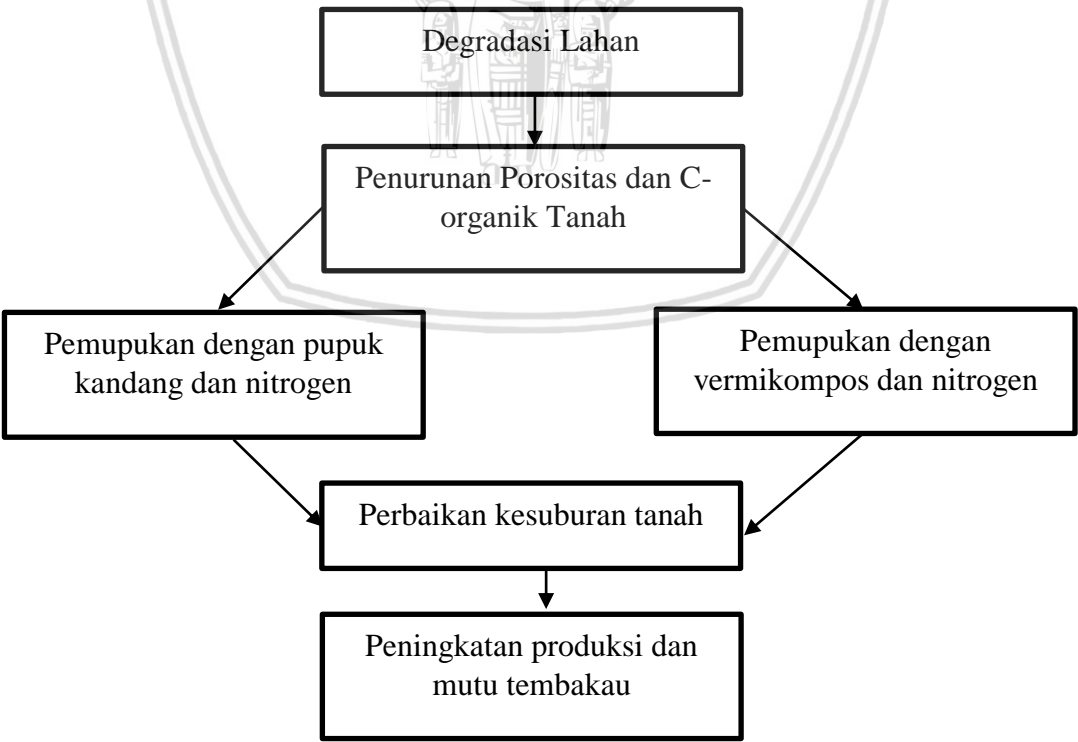 Degradasi Lahan
Penurunan Porositas dan C-
organik Tanah
Pemupukan dengan pupuk
kandang dan nitrogen
Pemupukan dengan
vermikompos dan nitrogen
Perbaikan kesuburan tanah
Peningkatan produksi dan
mutu tembakau